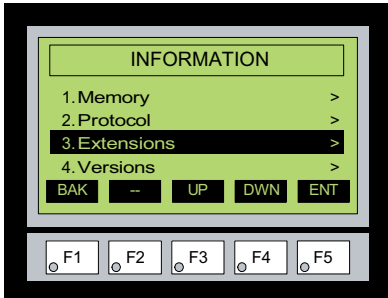 INFORMATION
1. Memory >
2. Protocol >
3. Extensions >
4. Versions >
BAK -- UP DWN ENT
F1 F2 F3 F4 F5